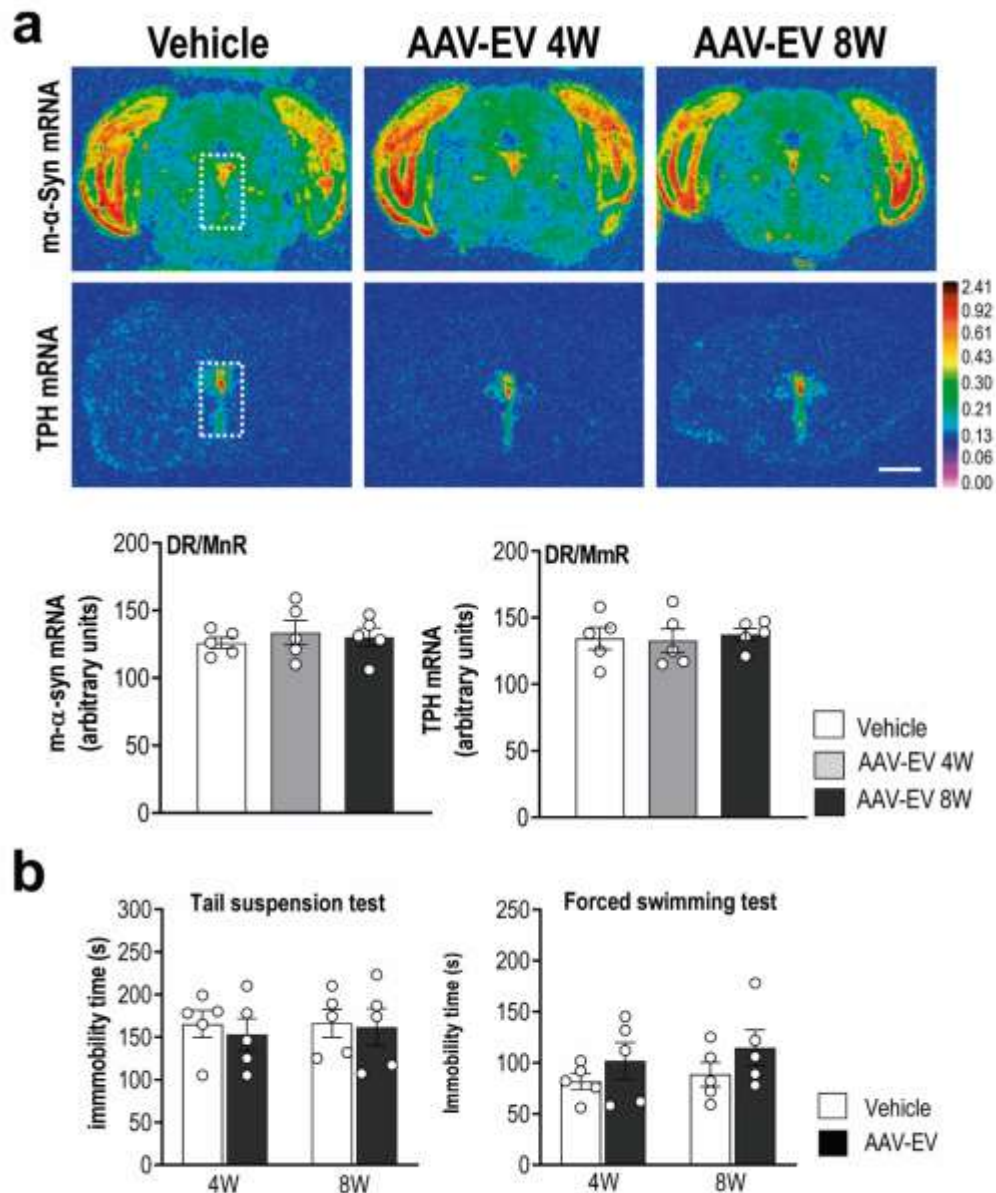 a
Vehicle
AAV-EV 4W
AAV-EV 8W
m-α-Syn mRNA
TPH mRNA
2.41
0.92
0.61
0.43
0.30
0.21
0.13
0.06
0.00
DR/MnR
m-α-syn mRNA
(arbitrary units)
200
150
100
50
0
DR/MmR
TPH mRNA
(arbitrary units)
200
150
100
50
0
Vehicle
AAV-EV 4W
AAV-EV 8W
b
Tail suspension test
immmobility time (s)
300
250
200
150
100
50
0
4W
8W
Forced swimming test
Immobility time (s)
250
200
150
100
50
0
4W
8W
Vehicle
AAV-EV